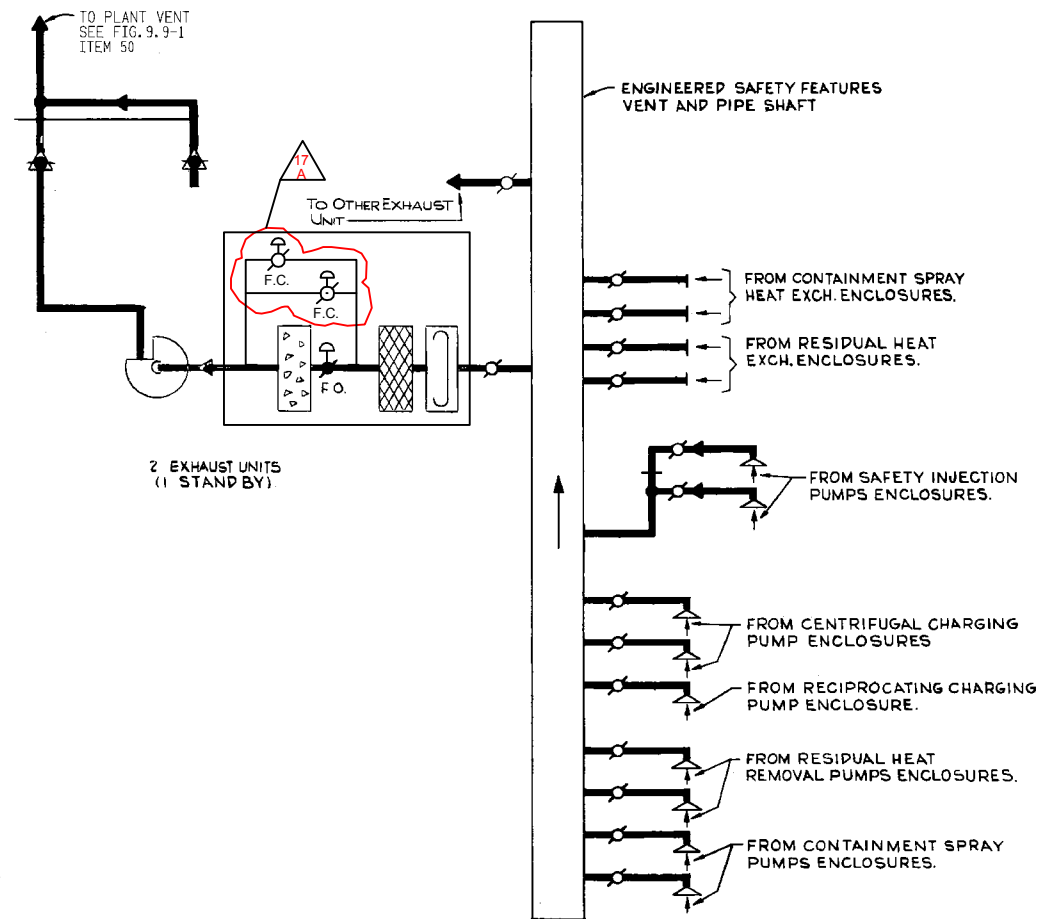 TO PLANT VENT
SEE FIG. 9.9-1
ITEM 50
ENGINEERED SAFETY FEATURES
VENT AND PIPE SHAFT
17
A
TO OTHER EXHAUST
UNIT
F.C.
F.C.
F.O.
FROM CONTAINMENT SPRAY
HEAT EXCH. ENCLOSURES.
FROM RESIDUAL HEAT
EXCH. ENCLOSURES.
2 EXHAUST UNITS
(1 STANDBY)
FROM SAFETY INJECTION
PUMPS ENCLOSURES.
FROM CENTRIFUGAL CHARGING
PUMP ENCLOSURES
FROM RECIPROCATING CHARGING
PUMP ENCLOSURE.
FROM RESIDUAL HEAT
REMOVAL PUMPS ENCLOSURES.
FROM CONTAINMENT SPRAY
PUMPS ENCLOSURES.